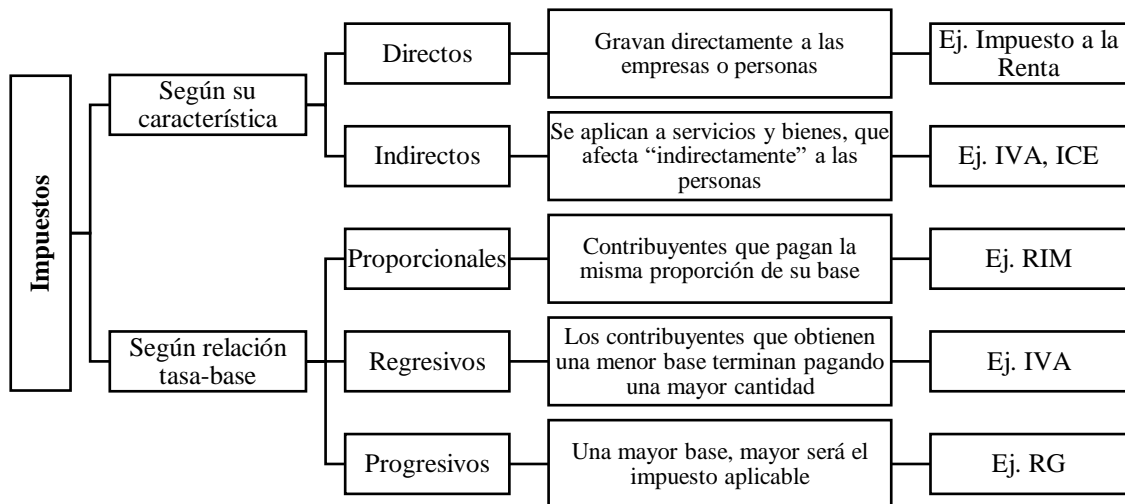 Impuestos
Según su
característica
Directos
Gravan directamente a las
empresas o personas
Ej. Impuesto a la
Renta
Indirectos
Se aplican a servicios y bienes, que
afecta “indirectamente” a las
personas
Ej. IVA, ICE
Según relación
tasa-base
Proporcionales
Contribuyentes que pagan la
misma proporción de su base
Ej. RIM
Regresivos
Los contribuyentes que obtienen
una menor base terminan pagando
una mayor cantidad
Ej. IVA
Progresivos
Una mayor base, mayor será el
impuesto aplicable
Ej. RG